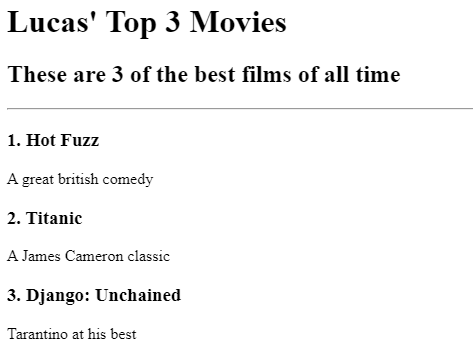 Lucas' Top 3 Movies
These are 3 of the best films of all time
1. Hot Fuzz
A great british comedy
2. Titanic
A James Cameron classic
3. Django: Unchained
Tarantino at his best